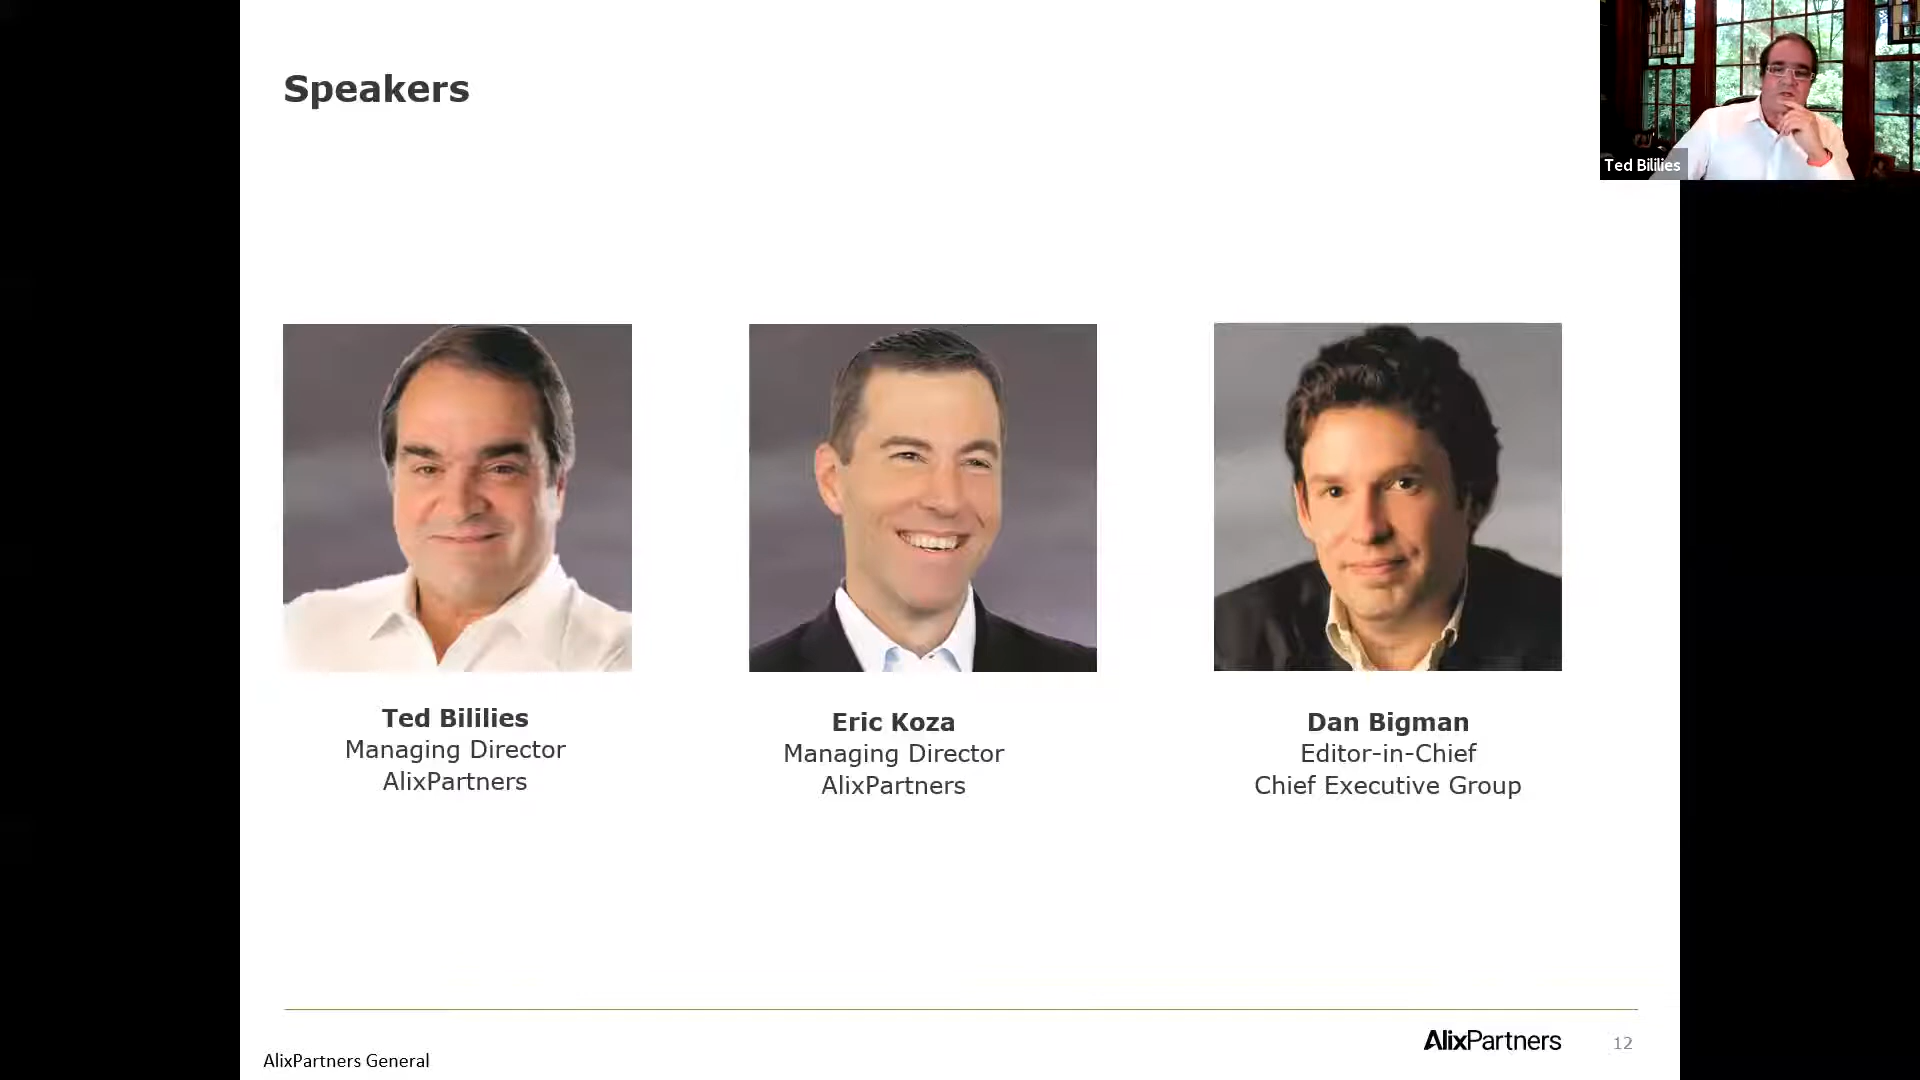 Speakers
Ted Bililies
Ted Bililies
Managing Director
AlixPartners
Eric Koza
Managing Director
AlixPartners
Dan Bigman
Editor-in-Chief
Chief Executive Group
AlixPartners
12
AlixPartners General